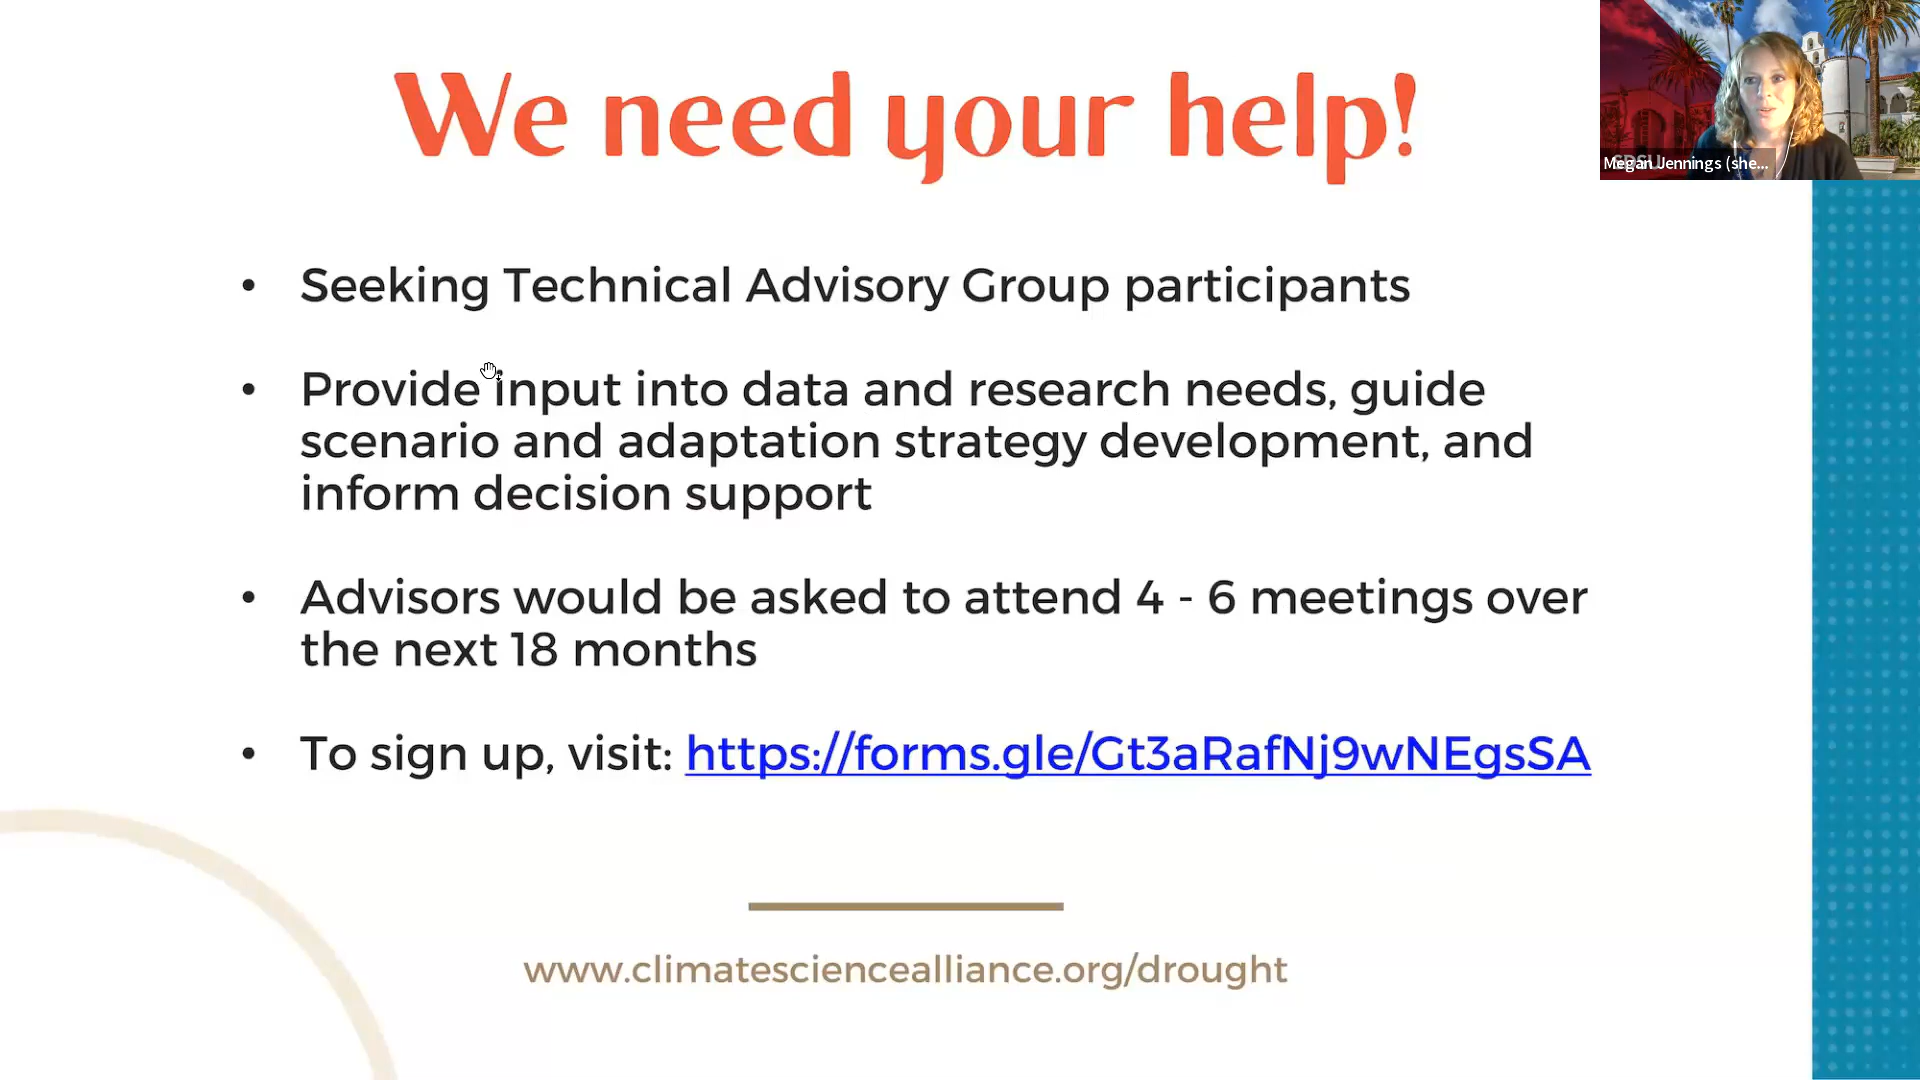 We need your help!
Megan Jennings (she...
• Seeking Technical Advisory Group participants
• Provide input into data and research needs, guide
scenario and adaptation strategy development, and
inform decision support
• Advisors would be asked to attend 4 - 6 meetings over
the next 18 months
• To sign up, visit: https://forms.gle/Gt3aRafNj9wNEgsSA
www.climatesciencealliance.org/drought